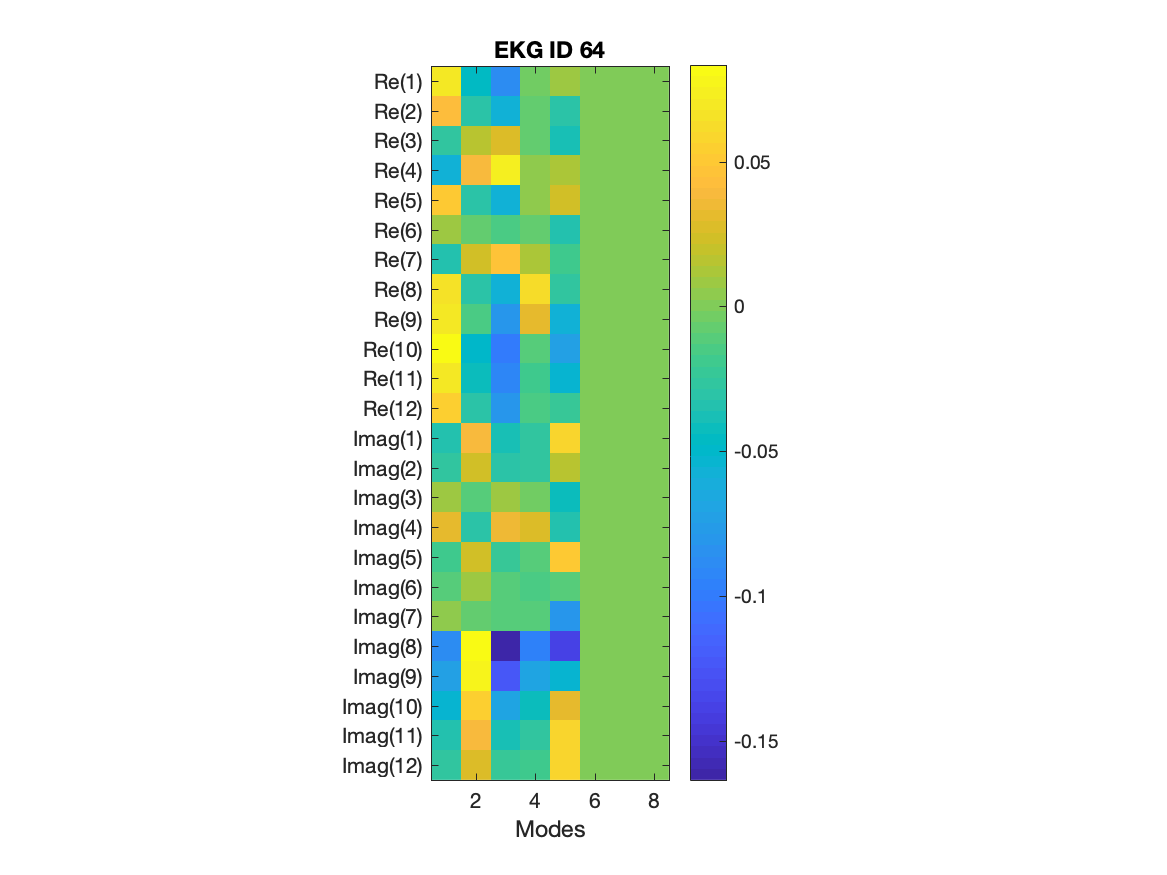 EKG ID 64
Re(1)
Re(2)
Re(3)
Re(4)
Re(5)
Re(6)
Re(7)
Re(8)
Re(9)
Re(10)
Re(11)
Re(12)
Imag(1)
Imag(2)
Imag(3)
Imag(4)
Imag(5)
Imag(6)
Imag(7)
Imag(8)
Imag(9)
Imag(10)
Imag(11)
Imag(12)
2 4 6 8
Modes
0.05
0
-0.05
-0.1
-0.15